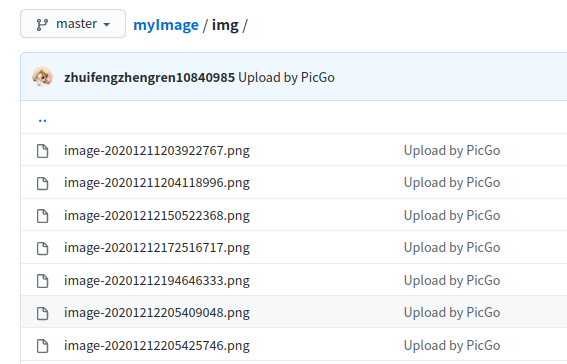 master myImage / img /
zhuifengzhengren10840985 Upload by PicGo
..
image-20201211203922767.png Upload by PicGo
image-20201211204118996.png Upload by PicGo
image-20201212150522368.png Upload by PicGo
image-20201212172516717.png Upload by PicGo
image-20201212194646333.png Upload by PicGo
image-20201212205409048.png Upload by PicGo
image-20201212205425746.png Upload by PicGo